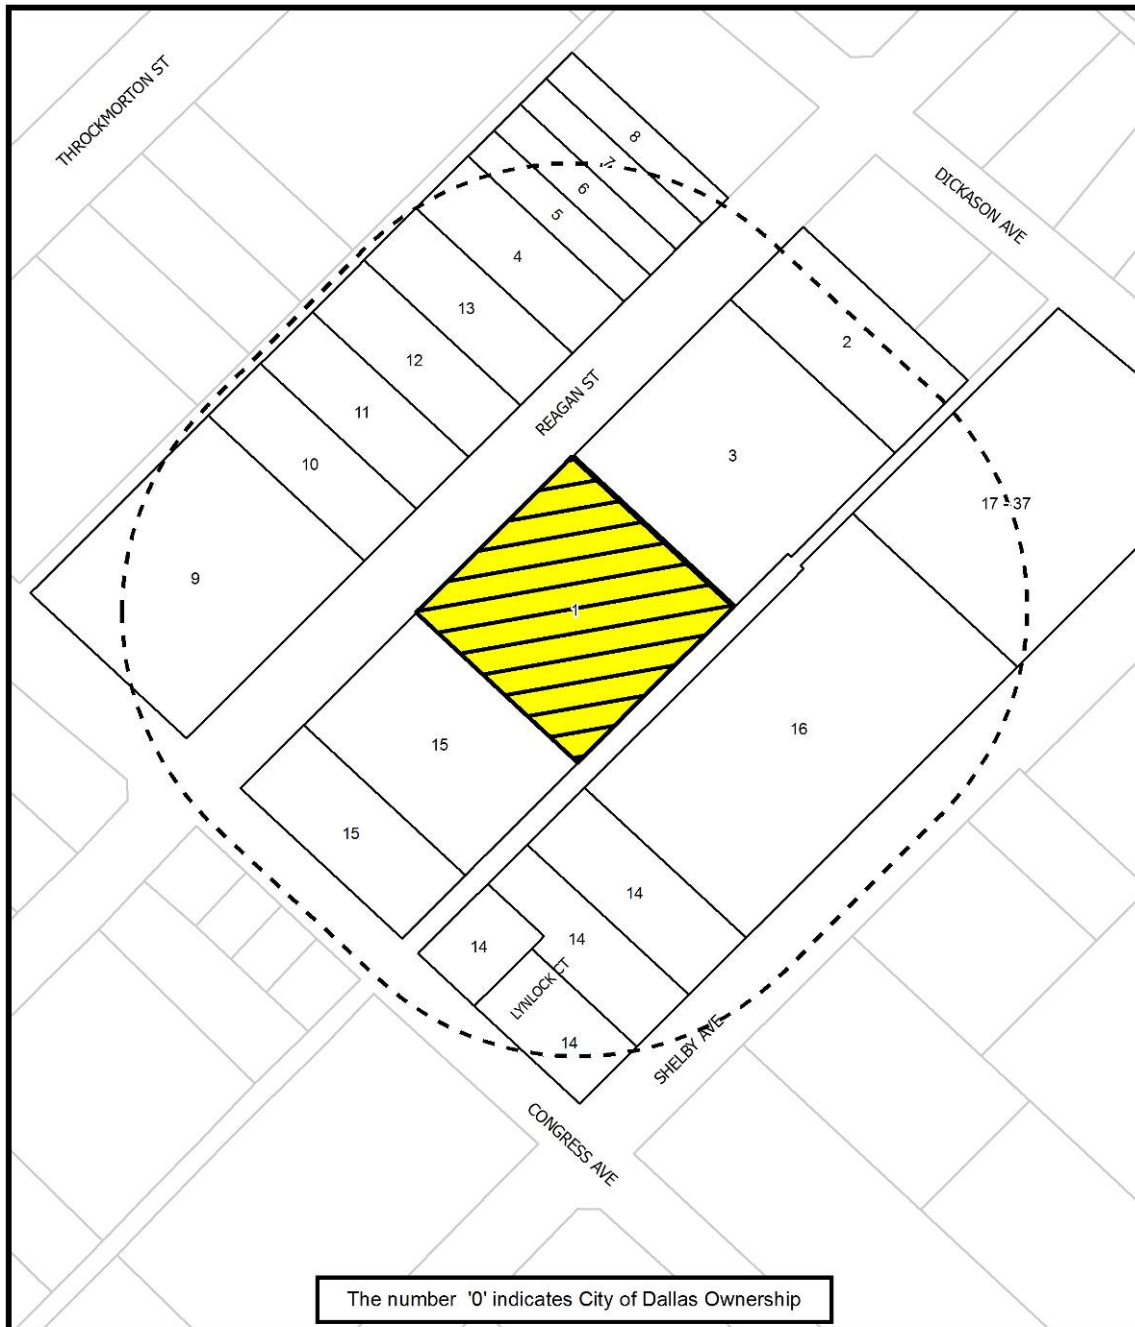 THROCKMORTON ST
8
7
6
5
DICKASON AVE
4
13
2
12
REAGAN ST
11
3
10
17 - 37
9
1
16
15
15
14
14
14
LYNLOCK CT
14
SHELBY AVE
CONGRESS AVE
The number '0' indicates City of Dallas Ownership